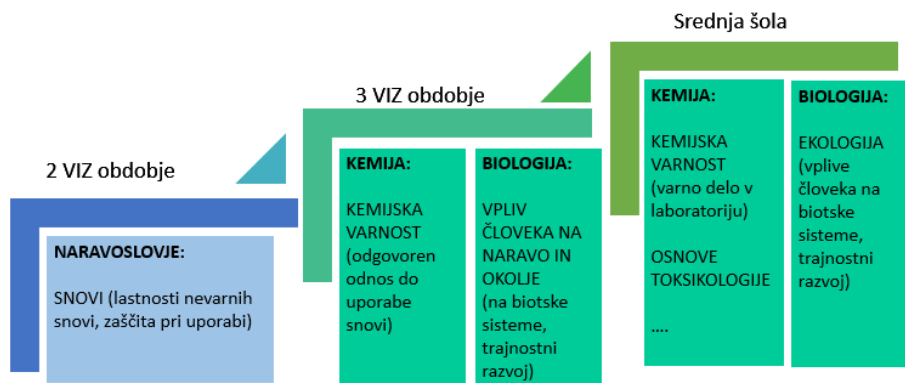 2 VIZ obdobje
NARAVOSLOVJE:
SNOVI (lastnosti nevarnih
snovi, zaščita pri uporabi)
3 VIZ obdobje
KEMIJA:
KEMIJSKA
VARNOST
(odgovoren
odnos do
uporabe
snovi)
BIOLOGIJA:
VPLIV
ČLOVEKA NA
NARAVO IN
OKOLJE
(na biotske
sisteme,
trajnostni
razvoj)
Srednja šola
KEMIJA:
KEMIJSKA
VARNOST
(varno delo v
laboratoriju)
OSNOVE
TOKSIKOLOGIJE
....
BIOLOGIJA:
EKOLOGIJA
(vplive
človeka na
biotske
sisteme,
trajnostni
razvoj)